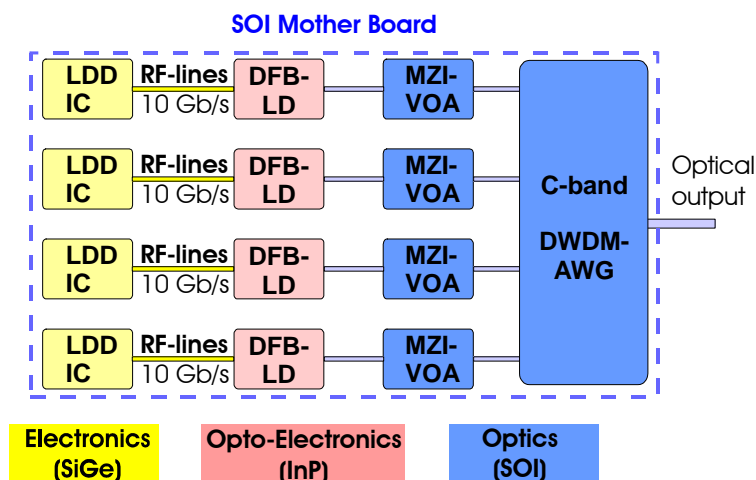 SOI Mother Board
LDD IC
RF-lines
10 Gb/s
DFB-
LD
MZI-
VOA
LDD IC
RF-lines
10 Gb/s
DFB-
LD
MZI-
VOA
LDD IC
RF-lines
10 Gb/s
DFB-
LD
MZI-
VOA
LDD IC
RF-lines
10 Gb/s
DFB-
LD
MZI-
VOA
C-band
DWDM-
AWG
Optical
output
Electronics
(SiGe)
Opto-Electronics
(InP)
Optics
(SOI)